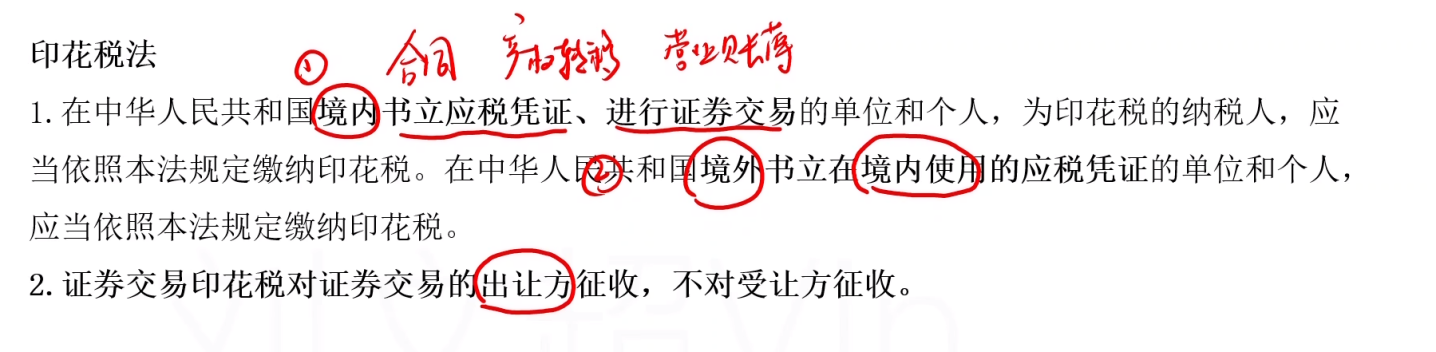 印花税法
① 合同 产权转移 营业账薄
1.在中华人民共和国境内书立应税凭证、进行证券交易的单位和个人，为印花税的纳税人，应
当依照本法规定缴纳印花税。在中华人民②共和国境外书立在境内使用的应税凭证的单位和个人，
应当依照本法规定缴纳印花税。
2.证券交易印花税对证券交易的出让方征收，不对受让方征收。